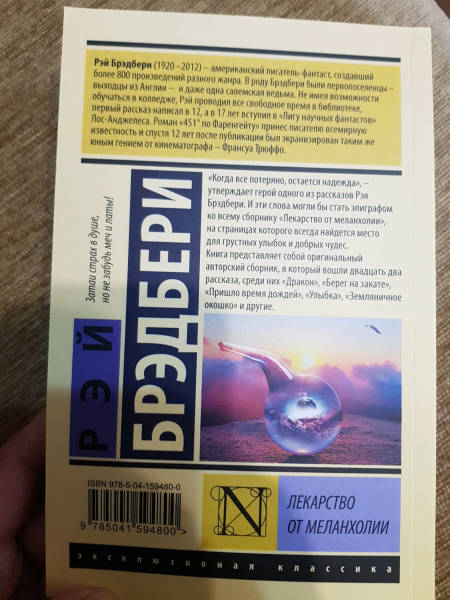 Рэй Брэдбери (1920 –2012) – американский писатель-фантаст, создавший
более 800 произведений разного жанра. В роду Брэдбери были первопоселенцы –
выходцы из Англии – и даже одна салемская ведьма. Не имея возможности
обучаться в колледже, Рэй проводил все свободное время в библиотеке,
первый рассказ написал в 12, а в 17 лет вступил в «Лигу научных фантастов»
Лос-Анджелеса. Роман «451° по Фаренгейту» принес писателю всемирную
известность и спустя 12 лет после публикации был экранизирован таким же
юным гением от кинематографа – Франсуа Трюффо.
Затаи страх в душе,
но не забудь меч и латы!
РЭЙ
БРЭДБЕРИ
«Когда все потеряно, остается надежда», –
утверждает герой одного из рассказов Рэя
Брэдбери. И эти слова могли бы стать эпиграфом
ко всему сборнику «Лекарство от меланхолии»,
на страницах которого всегда найдется место
для грустных улыбок и добрых чудес.
Книга представляет собой оригинальный
авторский сборник, в который вошли двадцать два
рассказа, среди них «Дракон», «Берег на закате»,
«Пришло время дождей», «Улыбка», «Земляничное
окошко» и другие.
ISBN 978-5-04-159480-0
9 785041 594800>
N
ЛЕКАРСТВО
ОТ МЕЛАНХОЛИИ
эксклюзивная классика